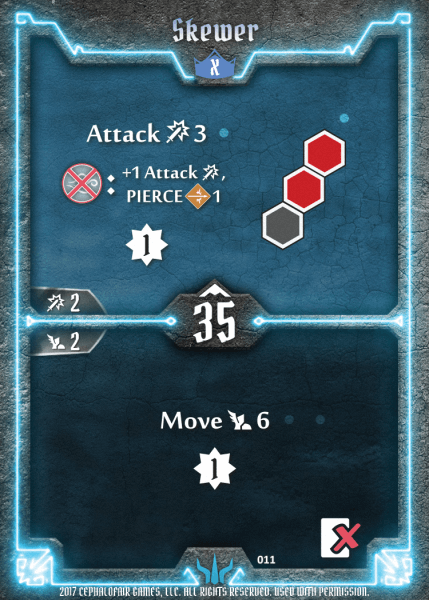 Skewer
X
Attack 3
: +1 Attack ,
PIERCE 1
1
2
35
2
Move 6
1
011
2017 CEPHALOFAIR GAMES, LLC. ALL RIGHTS RESERVED. USED WITH PERMISSION.